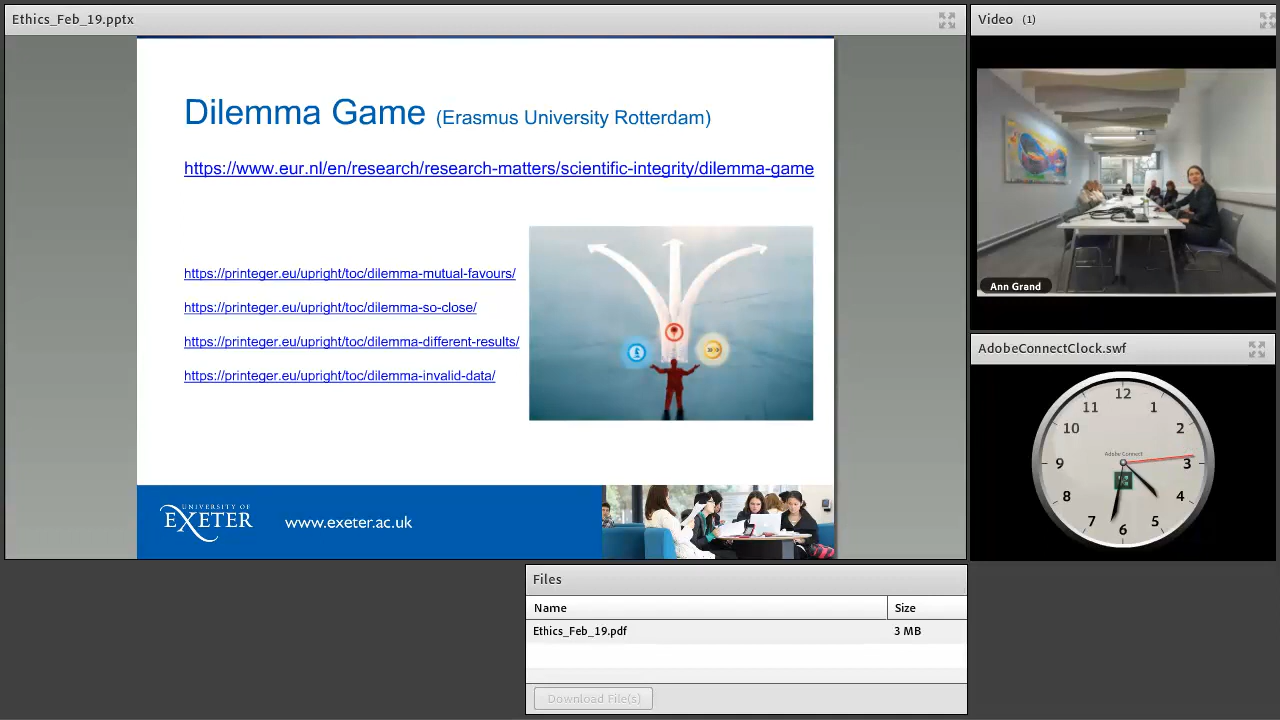 Ethics_Feb_19.pptx
Dilemma Game (Erasmus University Rotterdam)
https://www.eur.nl/en/research/research-matters/scientific-integrity/dilemma-game
https://printeger.eu/upright/toc/dilemma-mutual-favours/
https://printeger.eu/upright/toc/dilemma-so-close/
https://printeger.eu/upright/toc/dilemma-different-results/
https://printeger.eu/upright/toc/dilemma-invalid-data/
UNIVERSITY OF
EXETER
www.exeter.ac.uk
Video (1)
Ann Grand
AdobeConnectClock.swf
12
11 1
10 2
Adobe Connect
9 3
8 4
7 5
6
Files
Name Size
Ethics_Feb_19.pdf 3 MB
Download File(s)